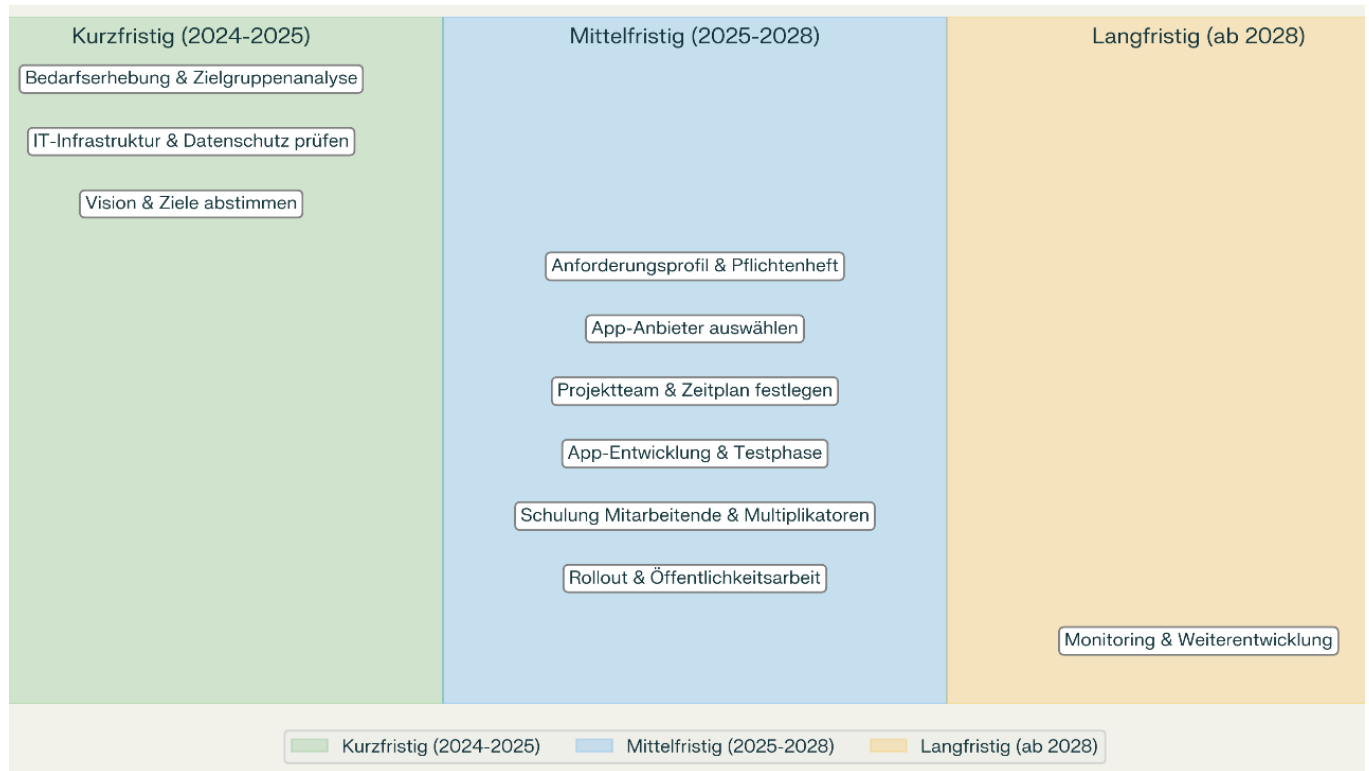 Kurzfristig (2024-2025)
Mittelfristig (2025-2028)
Langfristig (ab 2028)
Bedarfserhebung & Zielgruppenanalyse
IT-Infrastruktur & Datenschutz prüfen
Vision & Ziele abstimmen
Anforderungsprofil & Pflichtenheft
App-Anbieter auswählen
Projektteam & Zeitplan festlegen
App-Entwicklung & Testphase
Schulung Mitarbeitende & Multiplikatoren
Rollout & Öffentlichkeitsarbeit
Monitoring & Weiterentwicklung
Kurzfristig (2024-2025)
Mittelfristig (2025-2028)
Langfristig (ab 2028)